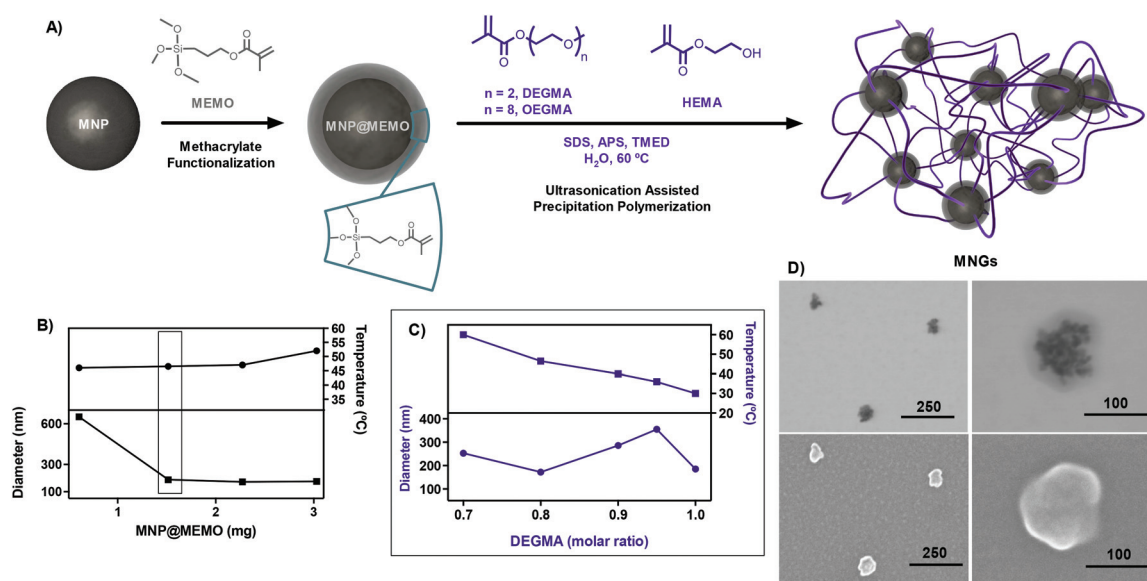 A)
O
O
Si
O
O
O
MEMO
Methacrylate
Functionalization
MNP
MNP@MEMO
O
O
Si
O
O
O
O
O
O
n
n = 2, DEGMA
n = 8, OEGMA
O
O
OH
HEMA
SDS, APS, TMED
H₂O, 60 ºC
Ultrasonication Assisted
Precipitation Polymerization
MNGs
B)
60
55
50
45
40
35
Temperature (ºC)
600
300
100
Diameter (nm)
1 2 3
MNP@MEMO (mg)
C)
60
50
40
30
20
Temperature (ºC)
400
300
200
100
Diameter (nm)
0.7 0.8 0.9 1.0
DEGMA (molar ratio)
D)
250
100
250
100